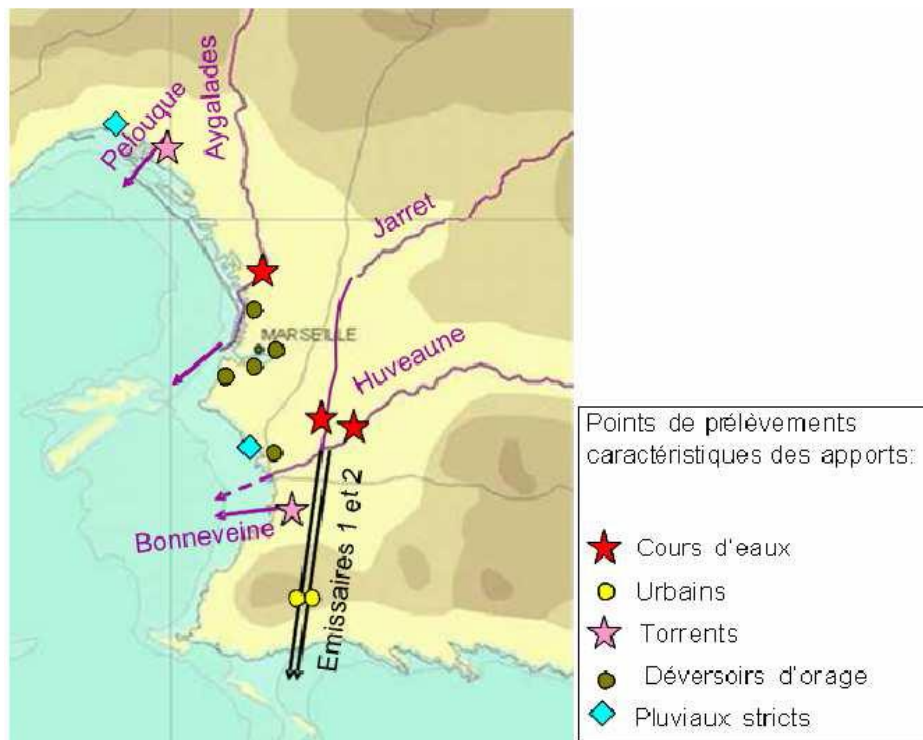 Pelouque
Aygalades
Jarret
MARSEILLE
Huveaune
Bonneveine
Emissaires 1 et 2
Points de prélèvements
caractéristiques des apports:
Cours d'eaux
Urbains
Torrents
Déversoirs d'orage
Pluviaux stricts